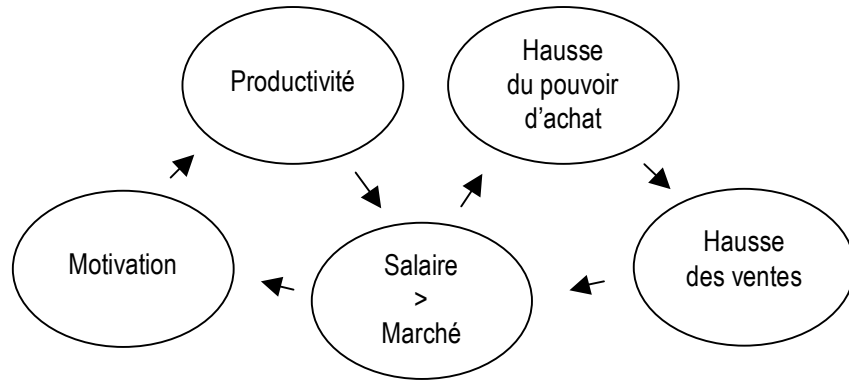 Productivité
Hausse
du pouvoir
d’achat
Motivation
Salaire
>
Marché
Hausse
des ventes